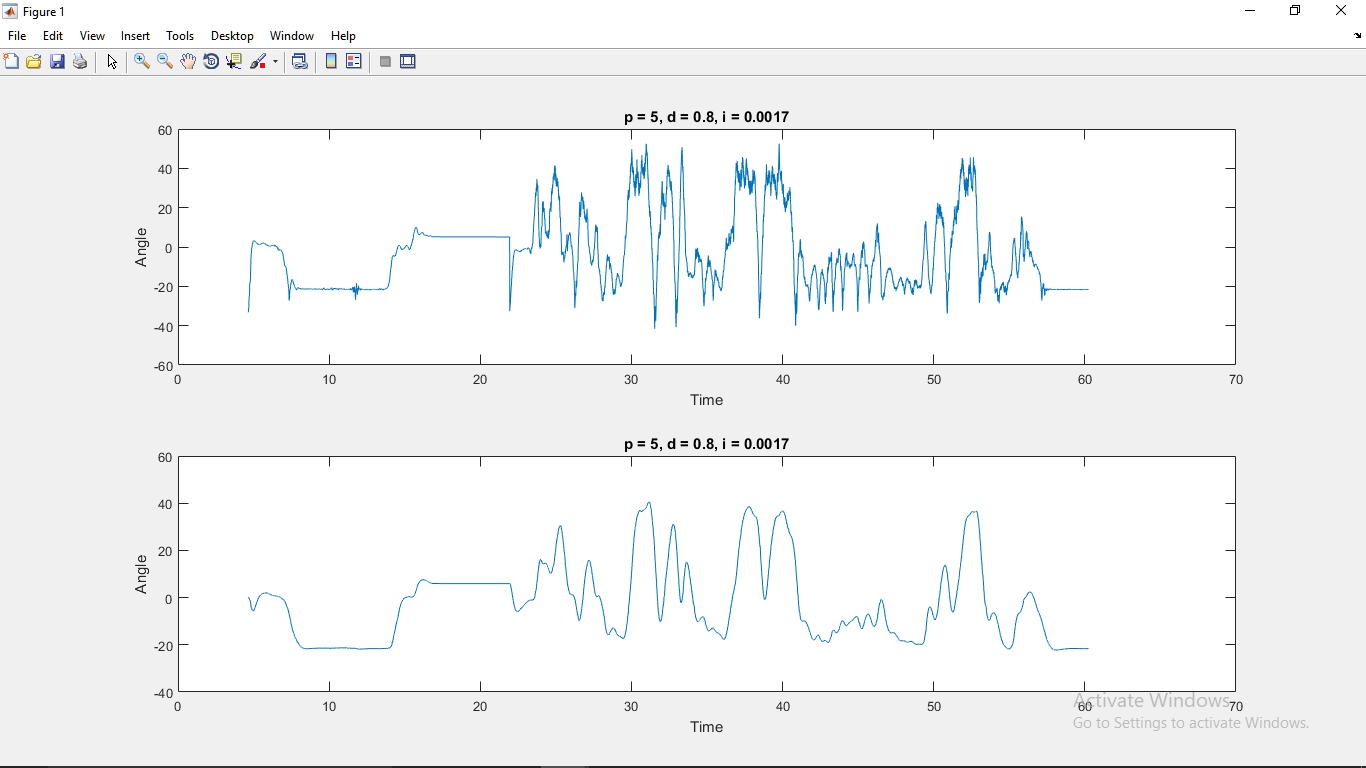 Figure 1
File Edit View Insert Tools Desktop Window Help
p = 5, d = 0.8, i = 0.0017
60
40
20
0
-20
-40
-60
Angle
0 10 20 30 40 50 60 70
Time
p = 5, d = 0.8, i = 0.0017
60
40
20
0
-20
-40
Angle
0 10 20 30 40 50 60 70
Time
Activate Windows
Go to Settings to activate Windows.